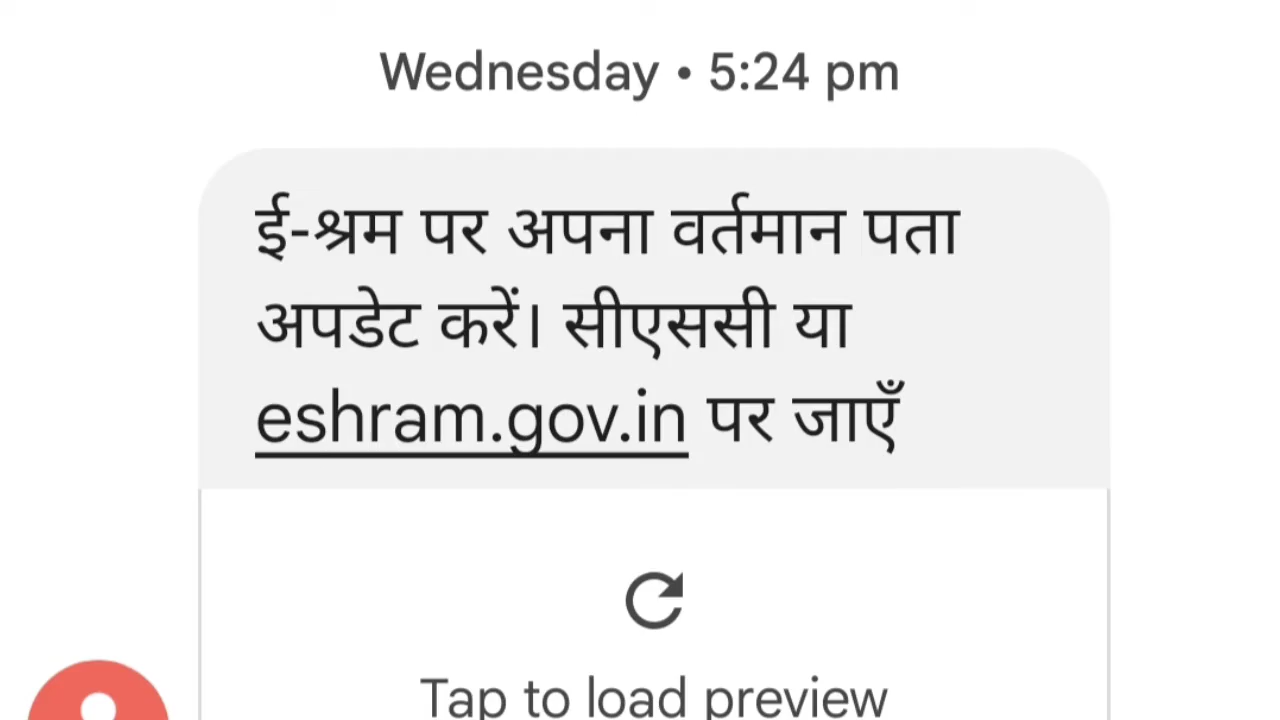 Wednesday • 5:24 pm
ई-श्रम पर अपना वर्तमान पता
अपडेट करें। सीएससी या
eshram.gov.in पर जाएँ
Tap to load preview